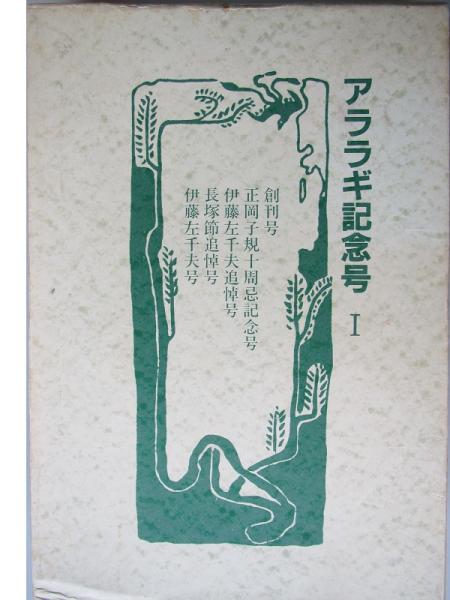 アララギ記念号 I
創刊号
正岡子規十周忌記念号
伊藤左千夫追悼号
長塚節追悼号
伊藤左千夫号